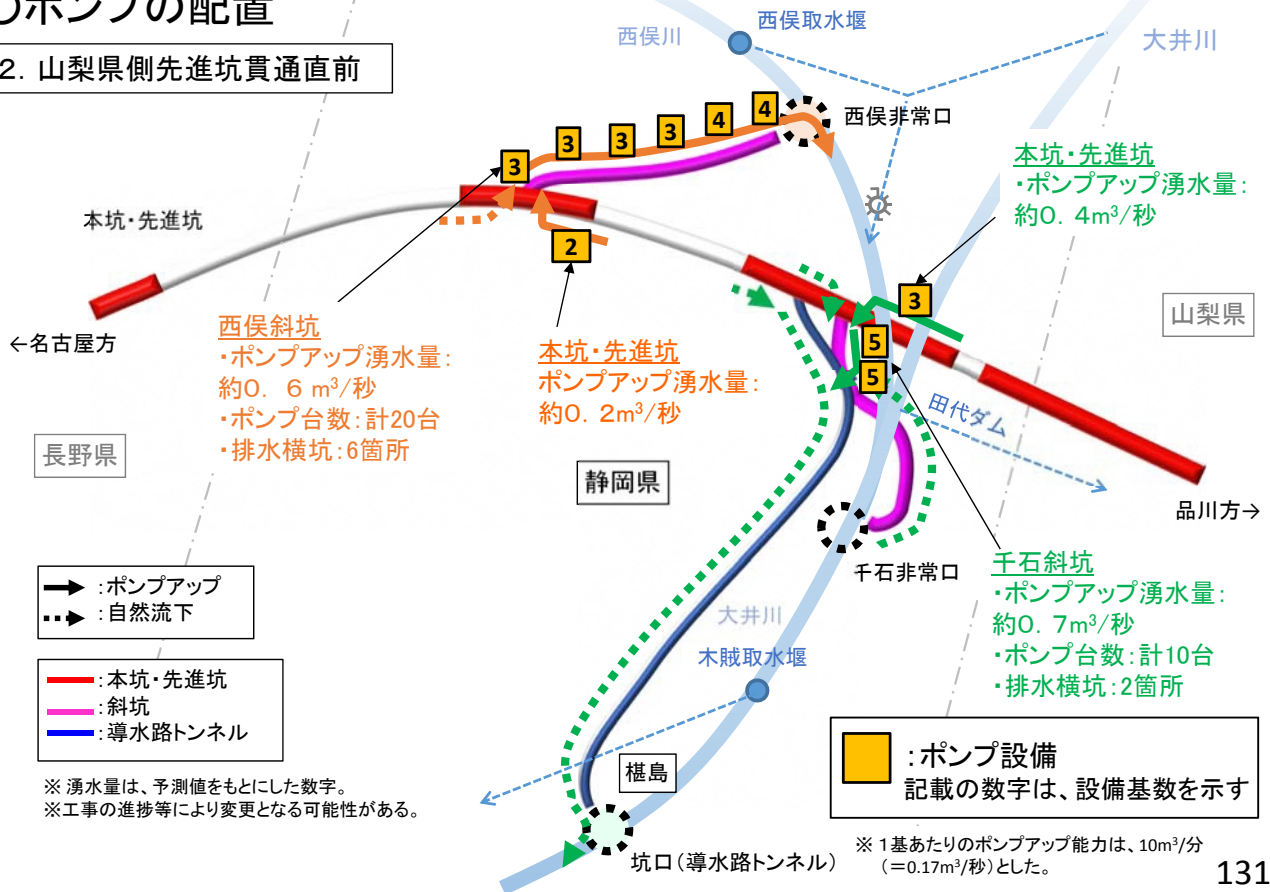 〇ポンプの配置
2. 山梨県側先進坑貫通直前
西俣川
西俣取水堰
大井川
西俣非常口
3
3
3
3
4
4
2
本坑・先進坑
←名古屋方
長野県
西俣斜坑
・ポンプアップ湧水量:
約0. 6 m³/秒
・ポンプ台数:計20台
・排水横坑:6箇所
本坑・先進坑
ポンプアップ湧水量:
約0. 2m³/秒
静岡県
本坑・先進坑
・ポンプアップ湧水量:
約0. 4m³/秒
3
5
5
山梨県
田代ダム
品川方→
千石非常口
千石斜坑
・ポンプアップ湧水量:
約0. 7m³/秒
・ポンプ台数:計10台
・排水横坑:2箇所
大井川
木賊取水堰
椹島
坑口(導水路トンネル)
:ポンプアップ
:自然流下
:本坑・先進坑
:斜坑
:導水路トンネル
※ 湧水量は、予測値をもとにした数字。
※工事の進捗等により変更となる可能性がある。
:ポンプ設備
記載の数字は、設備基数を示す
※ 1基あたりのポンプアップ能力は、10m³/分
(=0.17m³/秒)とした。
131